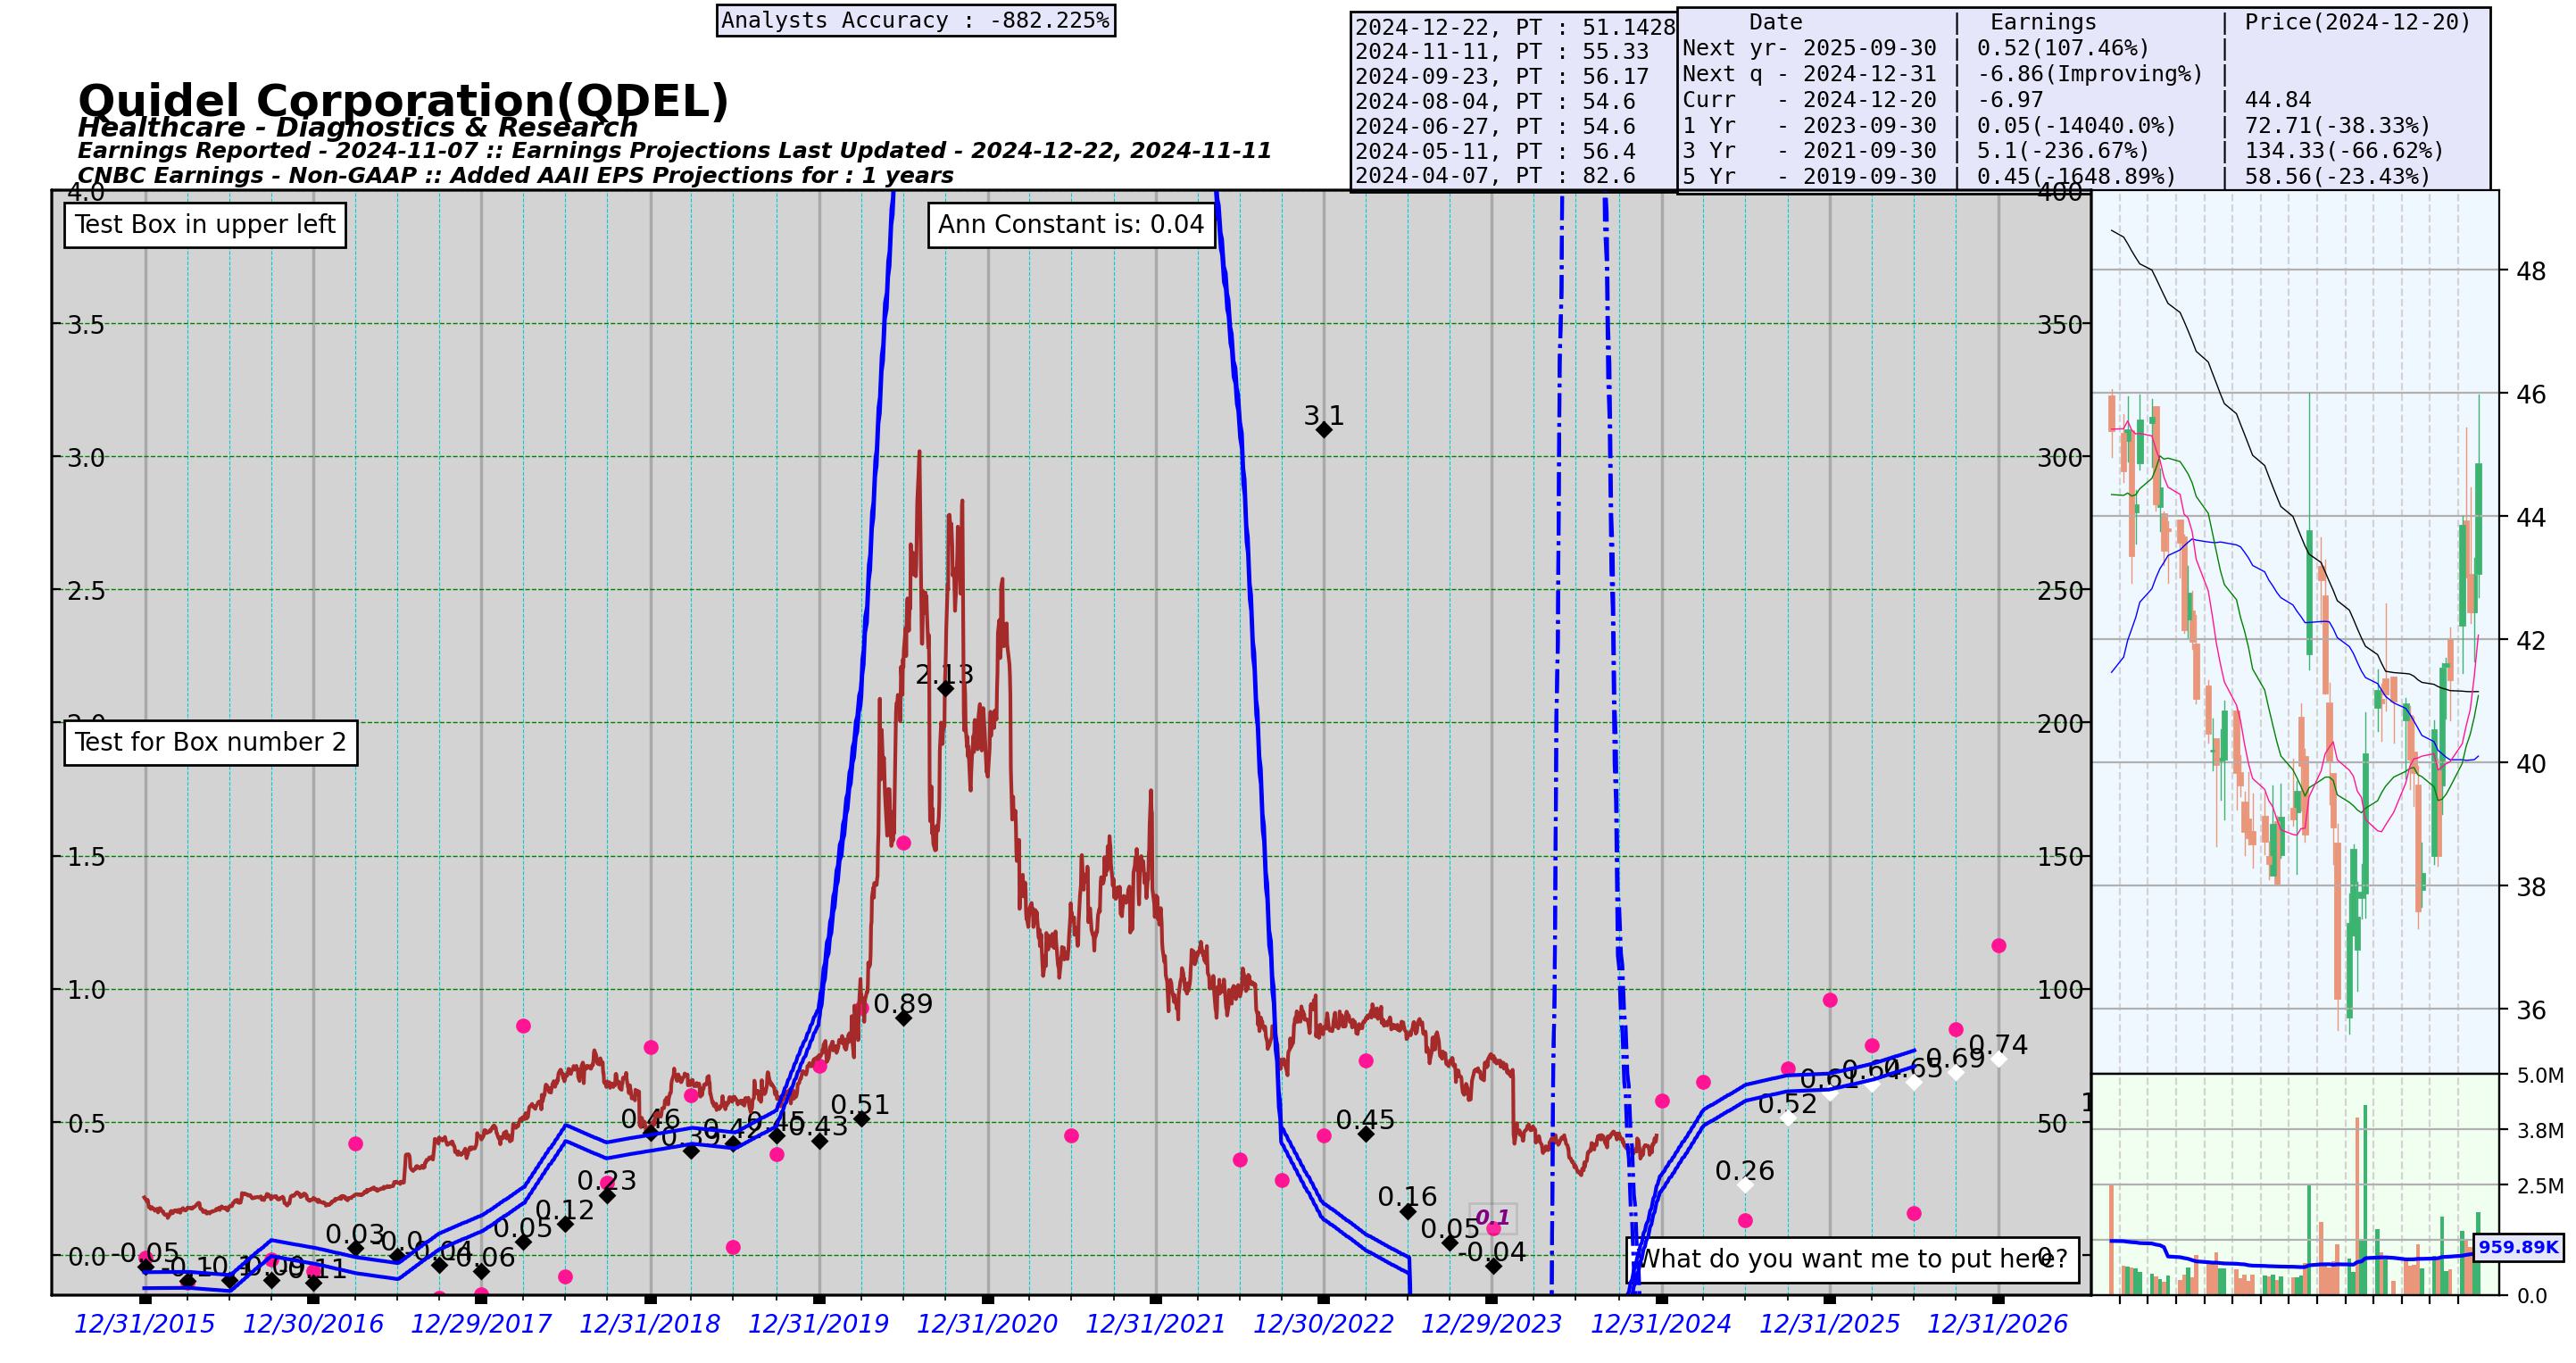 Analysts Accuracy : -882.225%
2024-12-22, PT : 51.1428
2024-11-11, PT : 55.33
2024-09-23, PT : 56.17
2024-08-04, PT : 54.6
2024-06-27, PT : 54.6
2024-05-11, PT : 56.4
2024-04-07, PT : 82.6
Date | Earnings | Price(2024-12-20)
Next yr- 2025-09-30 | 0.52(107.46%) |
Next q - 2024-12-31 | -6.86(Improving%) |
Curr - 2024-12-20 | -6.97 | 44.84
1 Yr - 2023-09-30 | 0.05(-14040.0%) | 72.71(-38.33%)
3 Yr - 2021-09-30 | 5.1(-236.67%) | 134.33(-66.62%)
5 Yr - 2019-09-30 | 0.45(-1648.89%) | 58.56(-23.43%)
Quidel Corporation(QDEL)
Healthcare - Diagnostics & Research
Earnings Reported - 2024-11-07 :: Earnings Projections Last Updated - 2024-12-22, 2024-11-11
CNBC Earnings - Non-GAAP :: Added AAII EPS Projections for : 1 years
Test Box in upper left
Ann Constant is: 0.04
Test for Box number 2
What do you want me to put here?
4.0
3.5
3.0
2.5
2.0
1.5
1.0
0.5
0.0
400
350
300
250
200
150
100
50
0
48
46
44
42
40
38
36
5.0M
3.8M
2.5M
959.89K
0.0
3.1
2.13
0.89
0.51
0.43
0.45
0.46
0.23
0.12
0.05
-0.06
0.03
0.0
-0.05
-0.11
0.45
0.16
0.05
0.1
-0.04
0.26
0.52
0.61
0.65
0.69
0.74
12/31/2015 12/30/2016 12/29/2017 12/31/2018 12/31/2019 12/31/2020 12/31/2021 12/30/2022 12/29/2023 12/31/2024 12/31/2025 12/31/2026